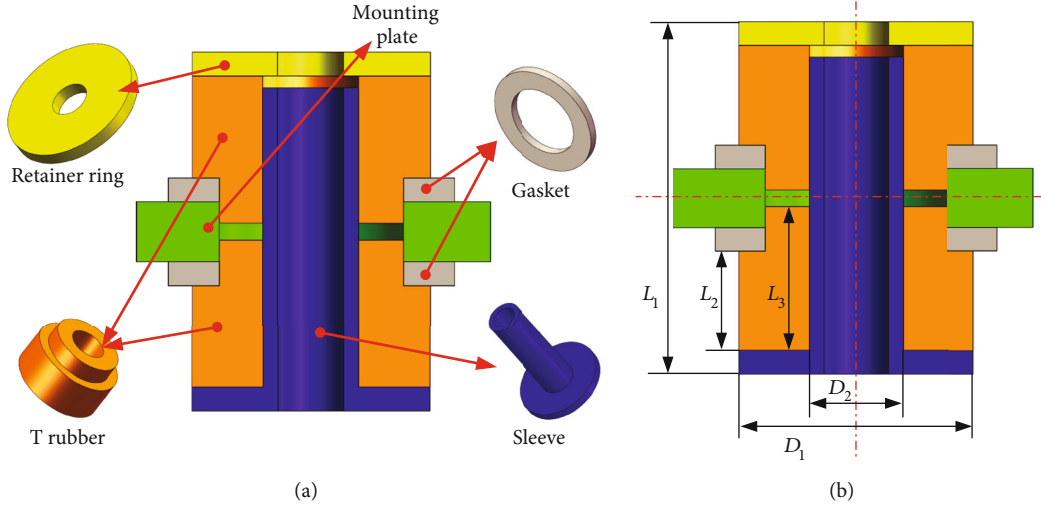 Mounting
plate
Retainer ring
Gasket
T rubber
Sleeve
(a)
L1
L2
L3
D2
D1
(b)